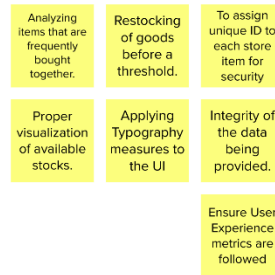 Analyzing
items that are
frequently
bought
together.
Restocking
of goods
before a
threshold.
To assign
unique ID to
each store
item for
security
Proper
visualization
of available
stocks.
Applying
Typography
measures to
the UI
Integrity of
the data
being
provided.
Ensure User
Experience
metrics are
followed